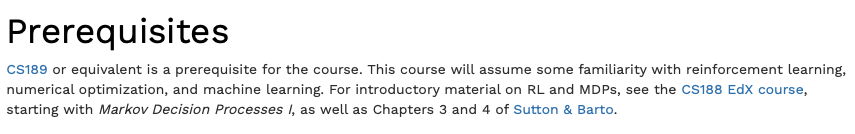 Prerequisites
CS189 or equivalent is a prerequisite for the course. This course will assume some familiarity with reinforcement learning,
numerical optimization, and machine learning. For introductory material on RL and MDPs, see the CS188 EdX course,
starting with Markov Decision Processes I, as well as Chapters 3 and 4 of Sutton & Barto.